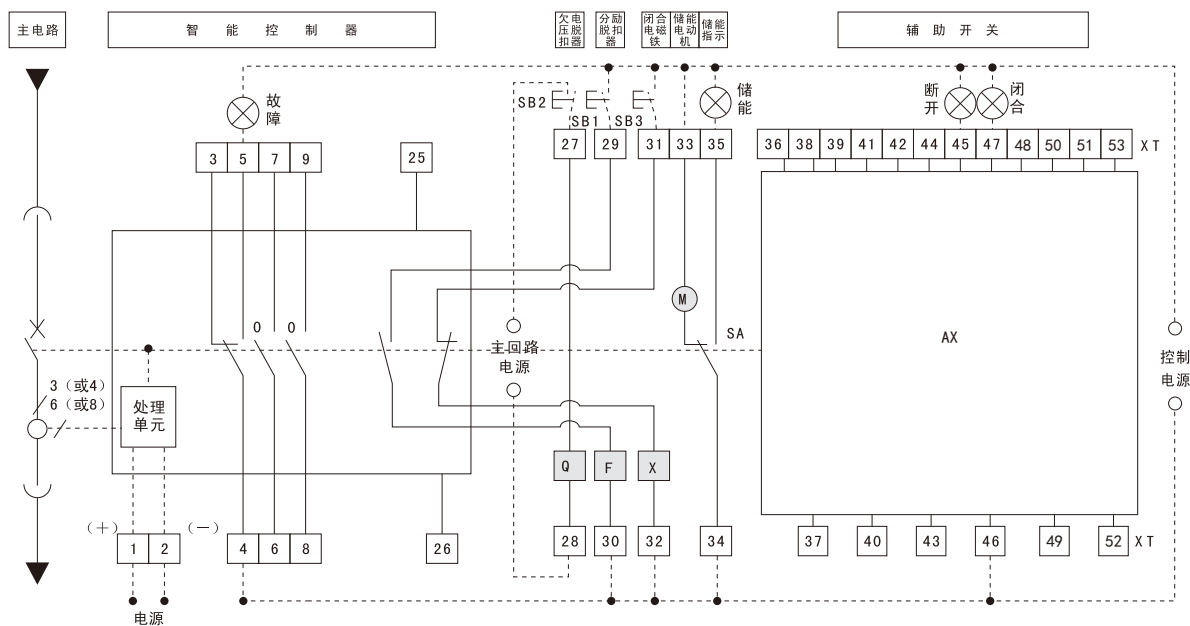 主电路
智能控制器
欠电
压脱
扣器
分励
脱扣
器
闭合
电磁
铁
储能
电动
机
储能
指示
辅助开关
故
障
SB2
SB1
SB3
储
能
断
开
闭
合
3
5
7
9
25
27
29
31
33
35
36
38
39
41
42
44
45
47
48
50
51
53
XT
M
0
0
SA
AX
主回路
电源
控制
电源
3（或4）
6（或8）
处理
单元
Q
F
X
(+)
(—)
1
2
4
6
8
26
28
30
32
34
37
40
43
46
49
52
XT
电源